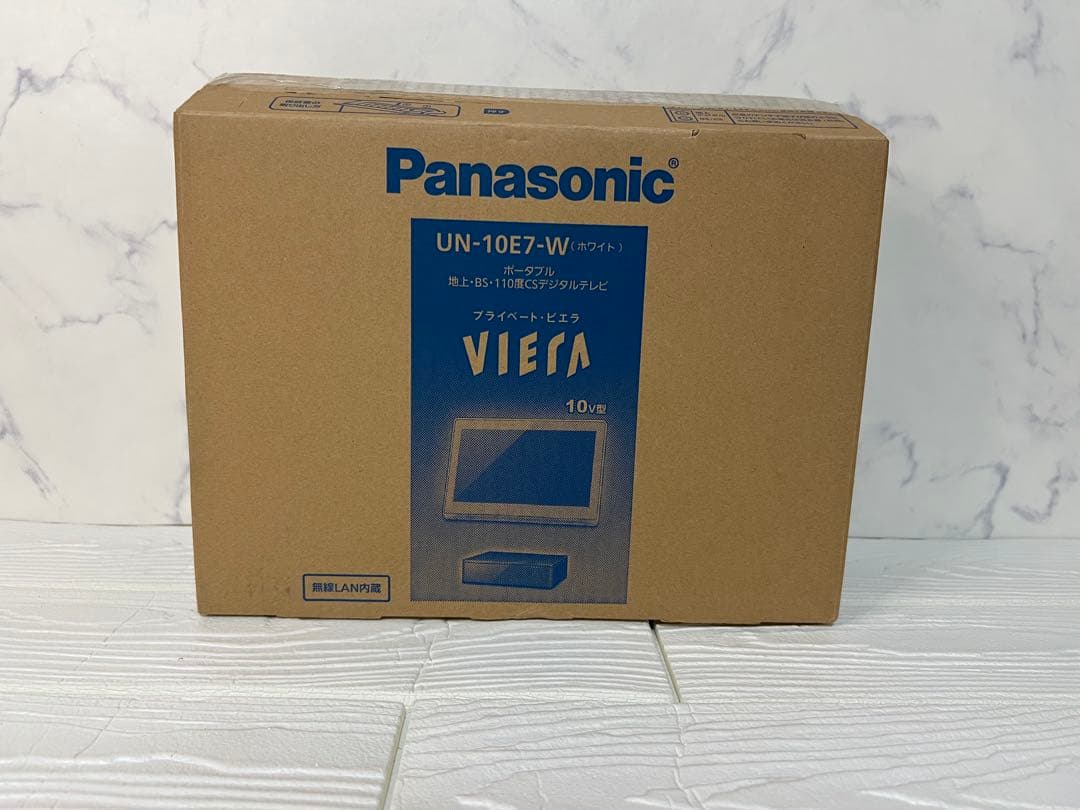 Panasonic®
UN-10E7-W（ホワイト）
ポータブル
地上・BS・110度CSデジタルテレビ
プライベート・ビエラ
VIERA
10V型
無線LAN内蔵